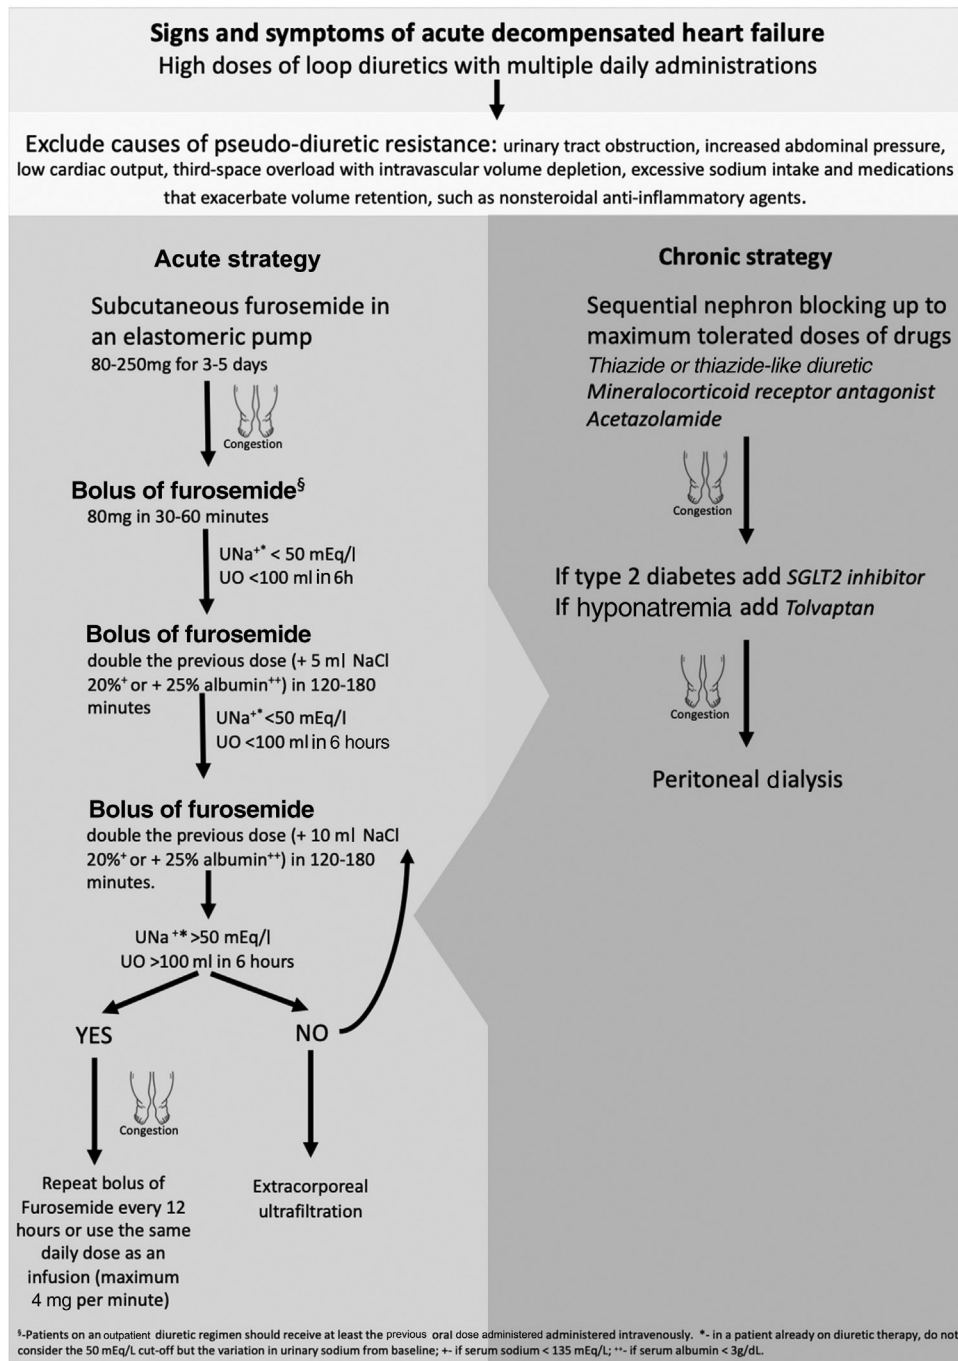 Signs and symptoms of acute decompensated heart failure
High doses of loop diuretics with multiple daily administrations
Exclude causes of pseudo-diuretic resistance: urinary tract obstruction, increased abdominal pressure,
low cardiac output, third-space overload with intravascular volume depletion, excessive sodium intake and medications
that exacerbate volume retention, such as nonsteroidal anti-inflammatory agents.
Acute strategy
Subcutaneous furosemide in
an elastomeric pump
80-250mg for 3-5 days
Congestion
Bolus of furosemide§
80mg in 30-60 minutes
UNa⁺* < 50 mEq/l
UO <100 ml in 6h
Bolus of furosemide
double the previous dose (+ 5 ml NaCl
20%⁺ or + 25% albumin⁺⁺) in 120-180
minutes
UNa⁺* <50 mEq/l
UO <100 ml in 6 hours
Bolus of furosemide
double the previous dose (+ 10 ml NaCl
20%⁺ or + 25% albumin⁺⁺) in 120-180
minutes.
UNa ⁺* >50 mEq/l
UO >100 ml in 6 hours
YES
NO
Congestion
Repeat bolus of
Furosemide every 12
hours or use the same
daily dose as an
infusion (maximum
4 mg per minute)
Extracorporeal
ultrafiltration
Chronic strategy
Sequential nephron blocking up to
maximum tolerated doses of drugs
Thiazide or thiazide-like diuretic
Mineralocorticoid receptor antagonist
Acetazolamide
Congestion
If type 2 diabetes add SGLT2 inhibitor
If hyponatremia add Tolvaptan
Congestion
Peritoneal dialysis
§-Patients on an outpatient diuretic regimen should receive at least the previous oral dose administered administered intravenously. *- in a patient already on diuretic therapy, do not
consider the 50 mEq/L cut-off but the variation in urinary sodium from baseline; +- if serum sodium < 135 mEq/L; ⁺⁺- if serum albumin < 3g/dL.